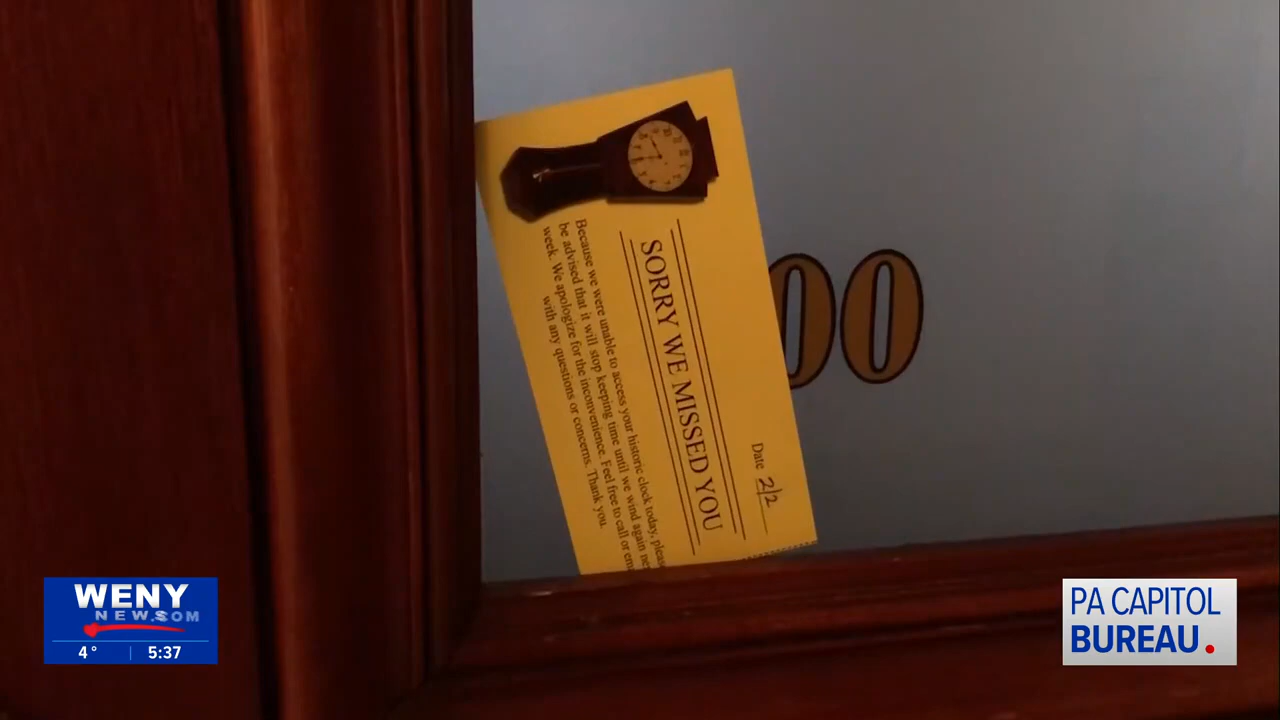 Date 2/2
SORRY WE MISSED YOU
Because we were unable to access your historic clock today, please
be advised that it will stop keeping time until we wind again
week. We apologize for the inconvenience. Feel free to call or
with any questions or concerns. Thank you.
00
WENY
NEWS.COM
4° | 5:37
PA CAPITOL
BUREAU.